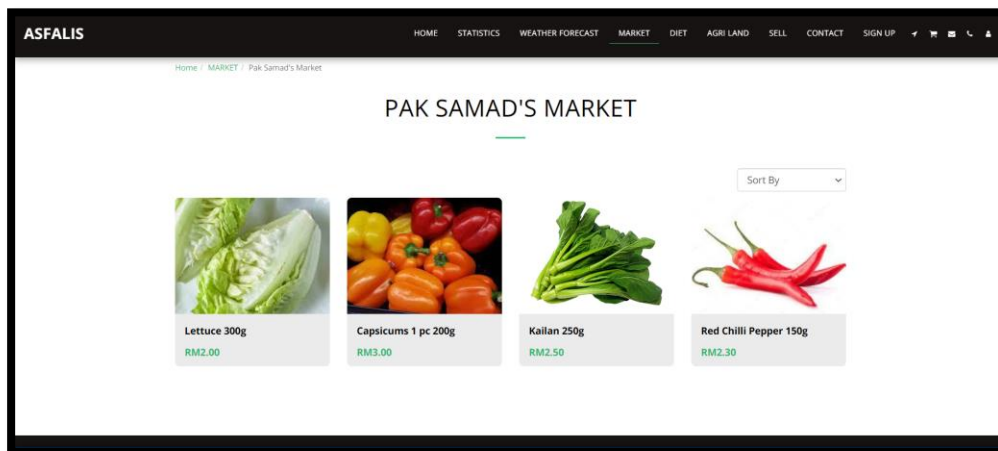 ASFALIS
HOME STATISTICS WEATHER FORECAST MARKET DIET AGRI LAND SELL CONTACT SIGN UP
Home / MARKET / Pak Samad's Market
PAK SAMAD'S MARKET
Sort By
Lettuce 300g
RM2.00
Capsicums 1 pc 200g
RM3.00
Kailan 250g
RM2.50
Red Chilli Pepper 150g
RM2.30